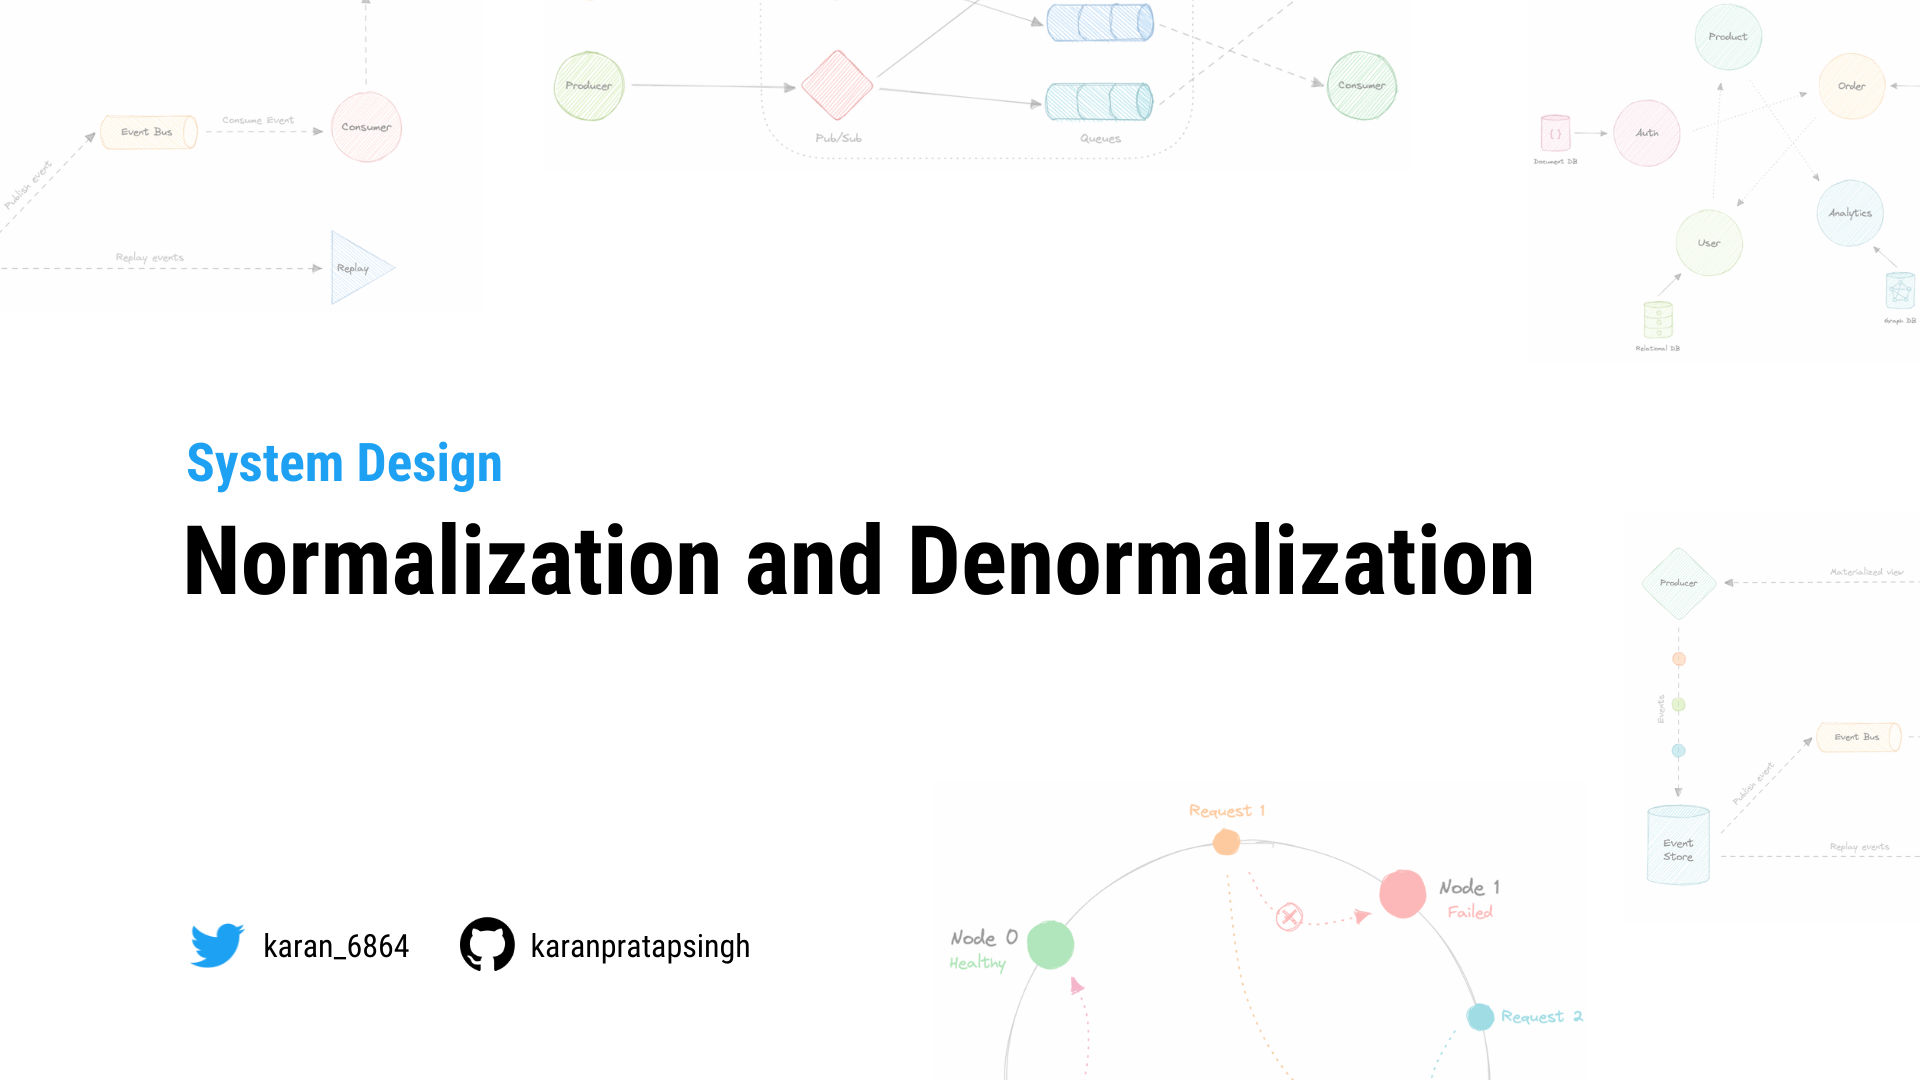 Publish event
Event Bus
Consume Event
Consumer
Replay events
Replay
Producer
Pub/Sub
Queues
Consumer
Product
Order
Auth
{ }
Document DB
User
Analytics
Relational DB
Graph DB
System Design
Normalization and Denormalization
Producer
Materialized view
Events
Publish event
Event Bus
Event
Store
Replay events
Request 1
Node 1
Failed
Node 0
Healthy
Request 2
karan_6864
karanpratapsingh